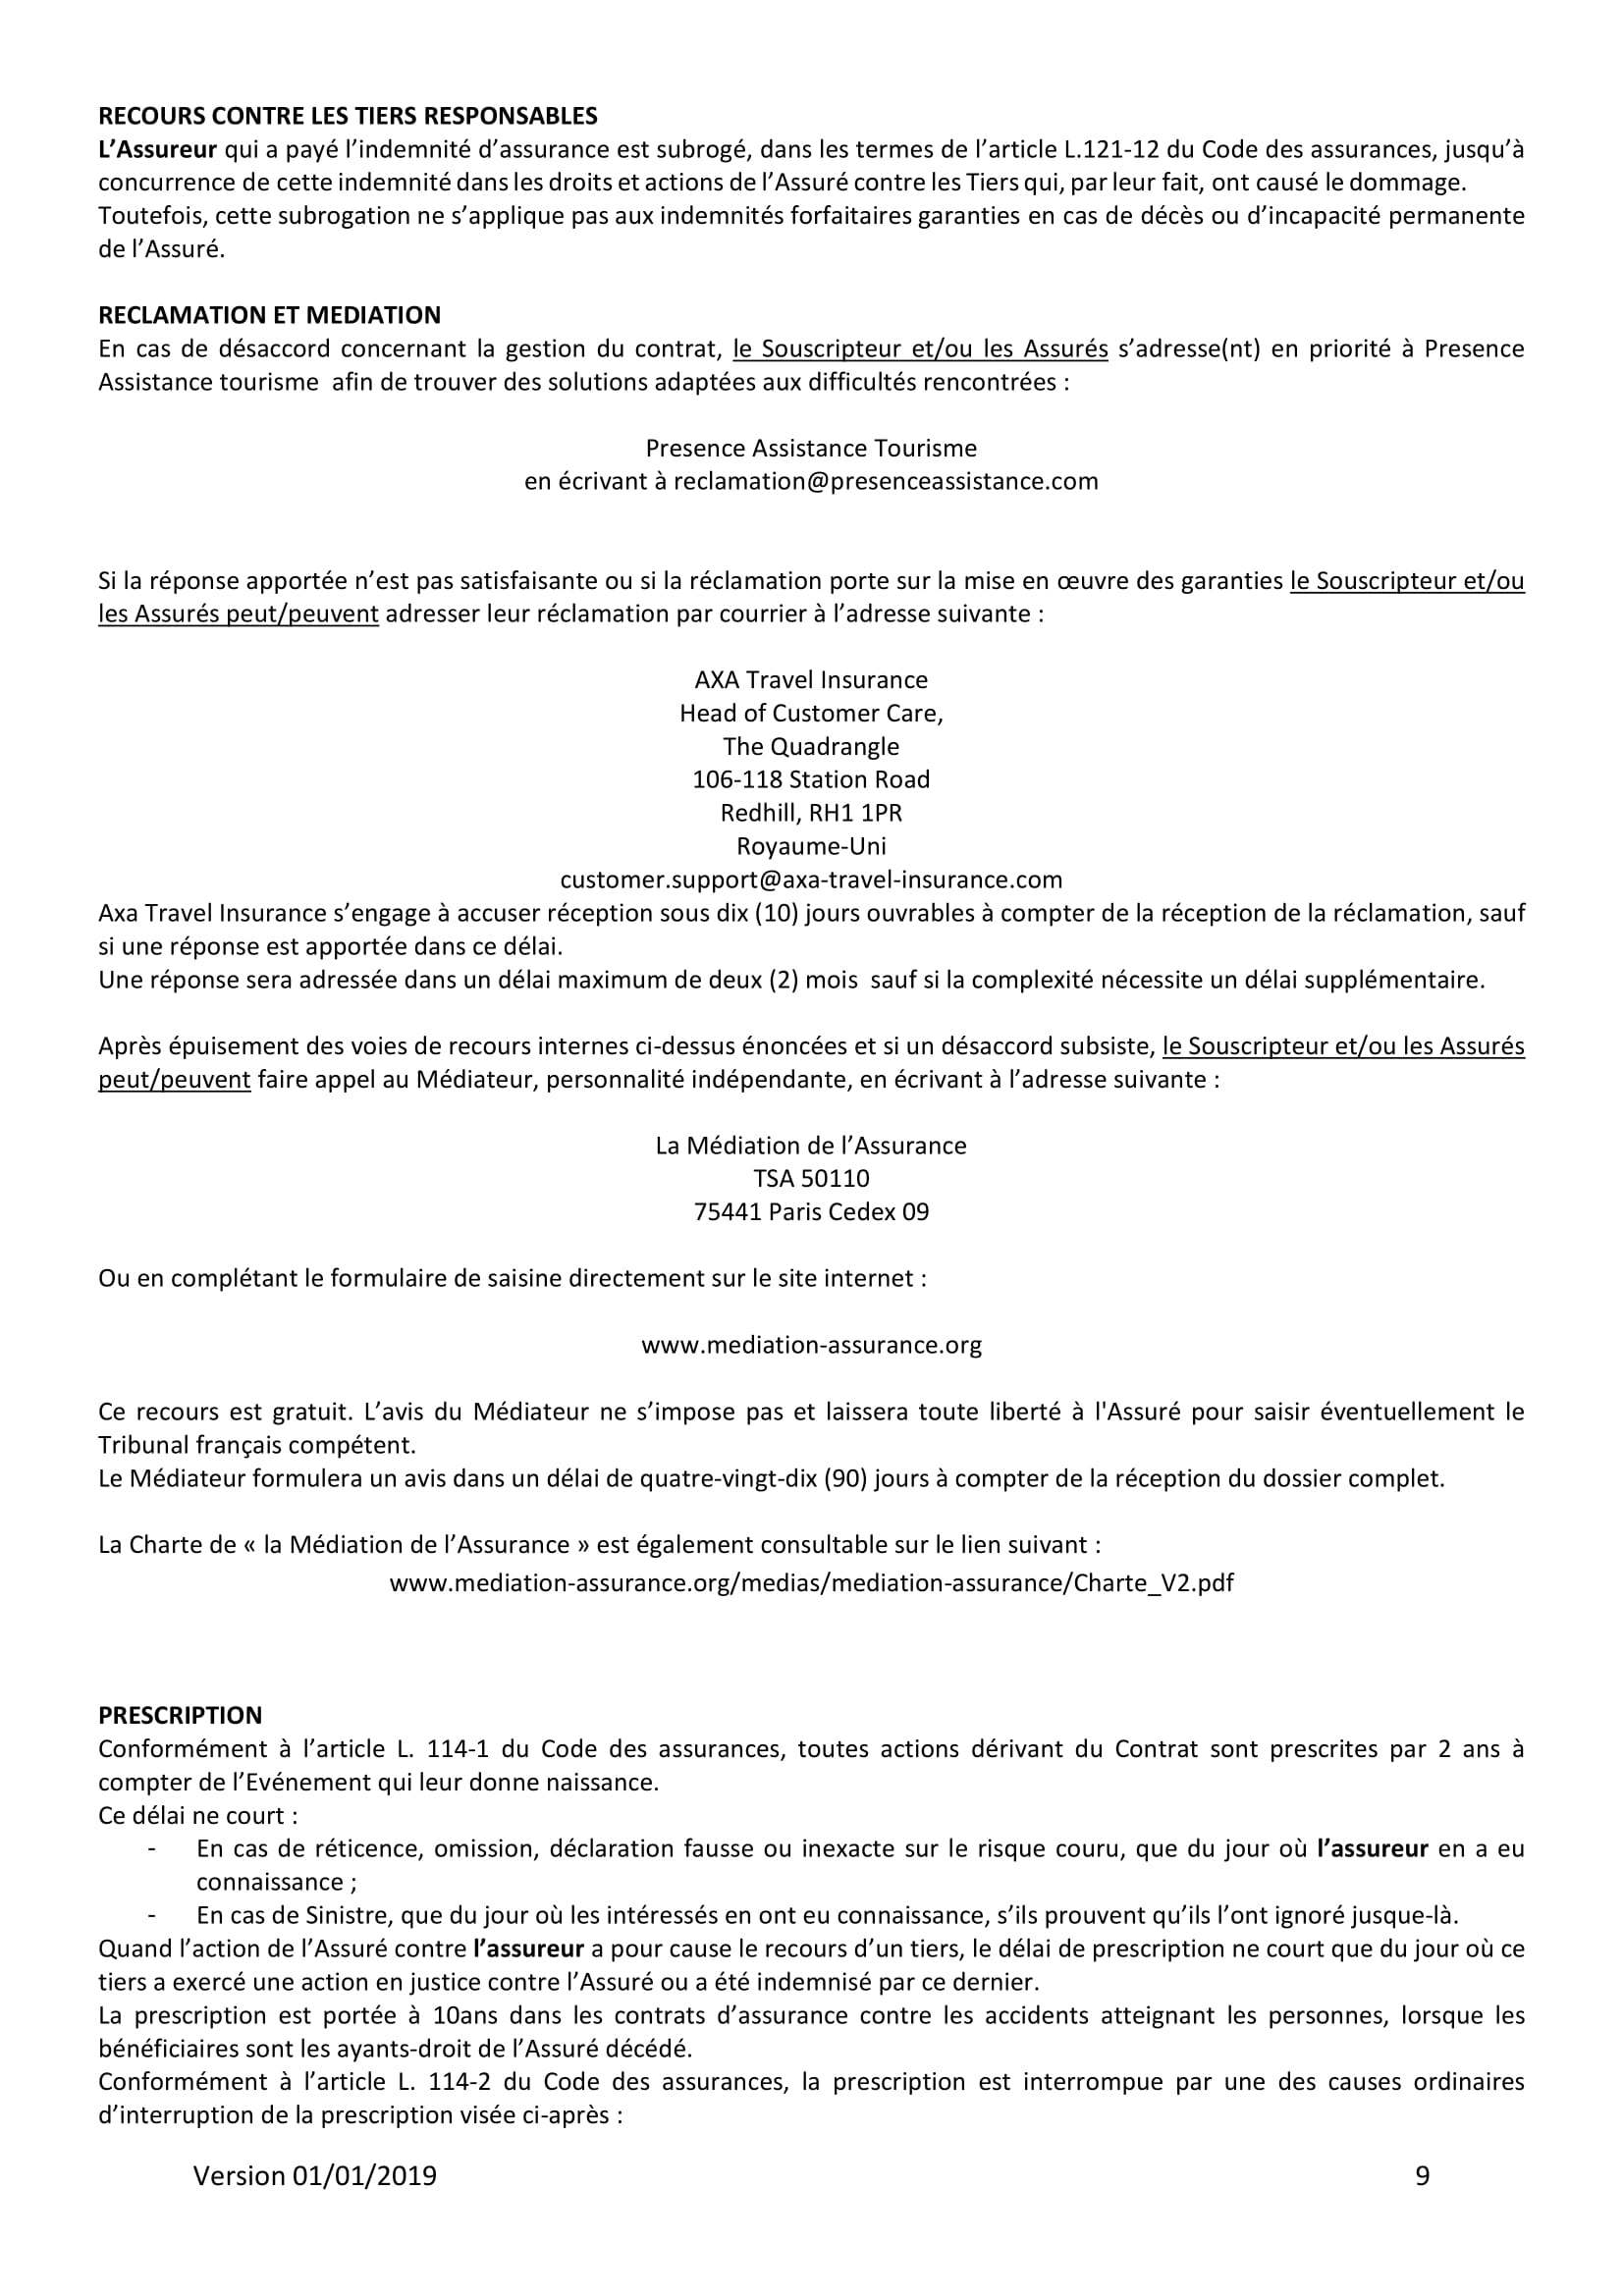 RECOURS CONTRE LES TIERS RESPONSABLES
L’Assureur qui a payé l’indemnité d’assurance est subrogé, dans les termes de l’article L.121-12 du Code des assurances, jusqu’à
concurrence de cette indemnité dans les droits et actions de l’Assuré contre les Tiers qui, par leur fait, ont causé le dommage.
Toutefois, cette subrogation ne s’applique pas aux indemnités forfaitaires garanties en cas de décès ou d’incapacité permanente
de l’Assuré.
RECLAMATION ET MEDIATION
En cas de désaccord concernant la gestion du contrat, le Souscripteur et/ou les Assurés s’adresse(nt) en priorité à Presence
Assistance tourisme  afin de trouver des solutions adaptées aux difficultés rencontrées :
Presence Assistance Tourisme
en écrivant à reclamation@presenceassistance.com
Si la réponse apportée n’est pas satisfaisante ou si la réclamation porte sur la mise en œuvre des garanties le Souscripteur et/ou
les Assurés peut/peuvent adresser leur réclamation par courrier à l’adresse suivante :
AXA Travel Insurance
Head of Customer Care,
The Quadrangle
106-118 Station Road
Redhill, RH1 1PR
Royaume-Uni
customer.support@axa-travel-insurance.com
Axa Travel Insurance s’engage à accuser réception sous dix (10) jours ouvrables à compter de la réception de la réclamation, sauf
si une réponse est apportée dans ce délai.
Une réponse sera adressée dans un délai maximum de deux (2) mois  sauf si la complexité nécessite un délai supplémentaire.
Après épuisement des voies de recours internes ci-dessus énoncées et si un désaccord subsiste, le Souscripteur et/ou les Assurés
peut/peuvent faire appel au Médiateur, personnalité indépendante, en écrivant à l’adresse suivante :
La Médiation de l’Assurance
TSA 50110
75441 Paris Cedex 09
Ou en complétant le formulaire de saisine directement sur le site internet :
www.mediation-assurance.org
Ce recours est gratuit. L’avis du Médiateur ne s’impose pas et laissera toute liberté à l'Assuré pour saisir éventuellement le
Tribunal français compétent.
Le Médiateur formulera un avis dans un délai de quatre-vingt-dix (90) jours à compter de la réception du dossier complet.
La Charte de « la Médiation de l’Assurance » est également consultable sur le lien suivant :
www.mediation-assurance.org/medias/mediation-assurance/Charte_V2.pdf
PRESCRIPTION
Conformément à l’article L. 114-1 du Code des assurances, toutes actions dérivant du Contrat sont prescrites par 2 ans à
compter de l’Evénement qui leur donne naissance.
Ce délai ne court :
- En cas de réticence, omission, déclaration fausse ou inexacte sur le risque couru, que du jour où l’assureur en a eu
connaissance ;
- En cas de Sinistre, que du jour où les intéressés en ont eu connaissance, s’ils prouvent qu’ils l’ont ignoré jusque-là.
Quand l’action de l’Assuré contre l’assureur a pour cause le recours d’un tiers, le délai de prescription ne court que du jour où ce
tiers a exercé une action en justice contre l’Assuré ou a été indemnisé par ce dernier.
La prescription est portée à 10ans dans les contrats d’assurance contre les accidents atteignant les personnes, lorsque les
bénéficiaires sont les ayants-droit de l’Assuré décédé.
Conformément à l’article L. 114-2 du Code des assurances, la prescription est interrompue par une des causes ordinaires
d’interruption de la prescription visée ci-après :
Version 01/01/2019 9